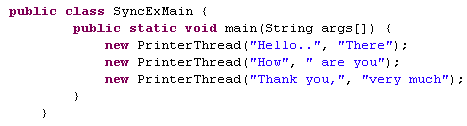 public class SyncExMain {
public static void main(String args[]) {
new PrinterThread("Hello..", "There");
new PrinterThread("How", " are you");
new PrinterThread("Thank you,", "very much");
}
}